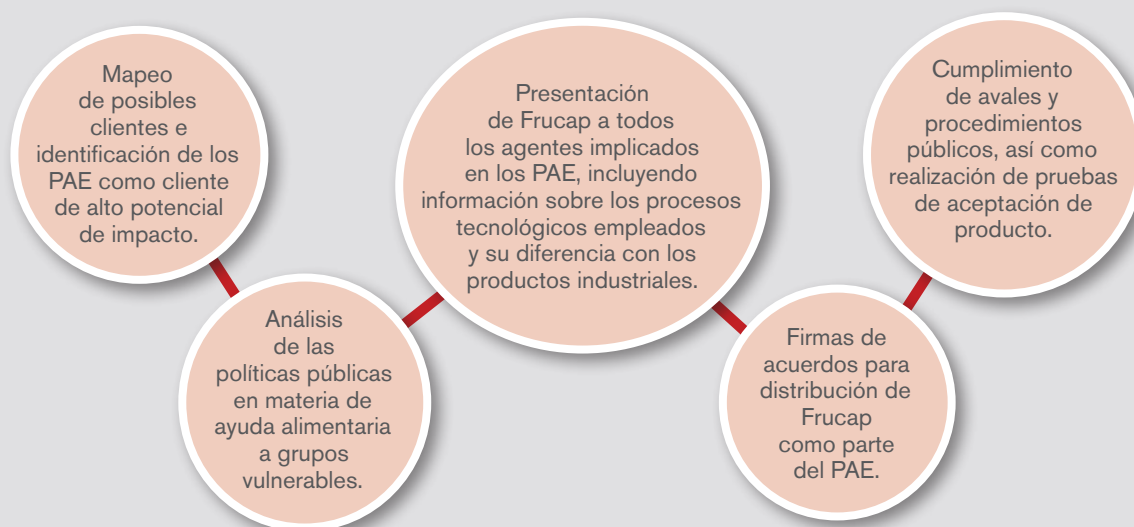 Mapeo
de posibles
clientes e
identificación de los
PAE como cliente
de alto potencial
de impacto.
Análisis
de las
políticas públicas
en materia de
ayuda alimentaria
a grupos
vulnerables.
Presentación
de Frucap a todos
los agentes implicados
en los PAE, incluyendo
información sobre los procesos
tecnológicos empleados
y su diferencia con los
productos industriales.
Firmas de
acuerdos para
distribución de
Frucap
como parte
del PAE.
Cumplimiento
de avales y
procedimientos
públicos, así como
realización de pruebas
de aceptación de
producto.